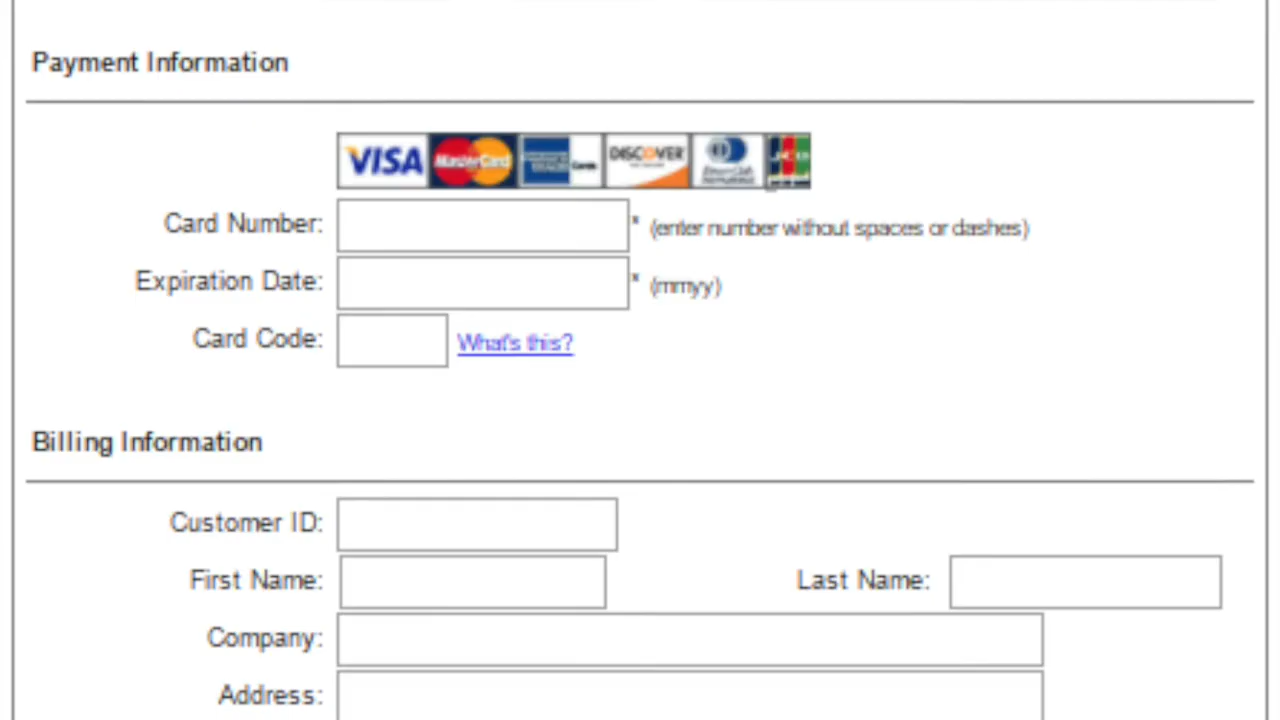 Payment Information
VISA MasterCard DISCOVER JCB
Card Number: * (enter number without spaces or dashes)
Expiration Date: * (mmyy)
Card Code: What's this?
Billing Information
Customer ID:
First Name: Last Name:
Company:
Address: